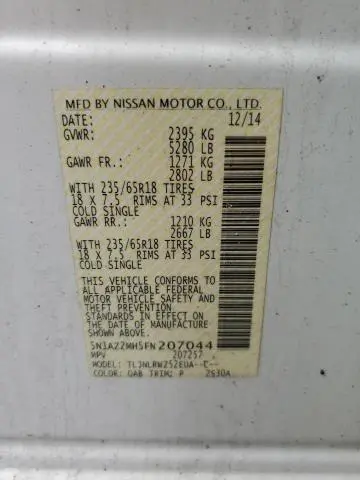 MFD BY NISSAN MOTOR CO., LTD.
DATE: 12/14
GVWR: 2395 KG
5280 LB
GAWR FR.: 1271 KG
2802 LB
WITH 235/65R18 TIRES
18 X 7.5 RIMS AT 33 PSI
COLD SINGLE
GAWR RR.: 1210 KG
2667 LB
WITH 235/65R18 TIRES
18 X 7.5 RIMS AT 33 PSI
COLD SINGLE
THIS VEHICLE CONFORMS TO
ALL APPLICABLE FEDERAL
MOTOR VEHICLE SAFETY
AND THEFT PREVENTION
STANDARDS IN EFFECT ON
THE DATE OF MANUFACTURE
SHOWN ABOVE.
5N1AZ2MH5FN207044
MPV 207257
MODEL:
COLOR: QAB TRIM: P